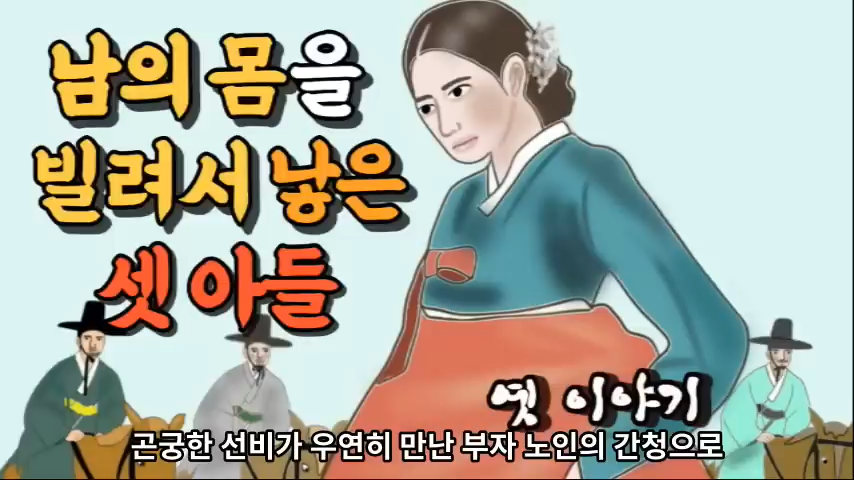 남의 몸을
빌려서 낳은
셋 아들
옛 이야기
곤궁한 선비가 우연히 만난 부자 노인의 간청으로